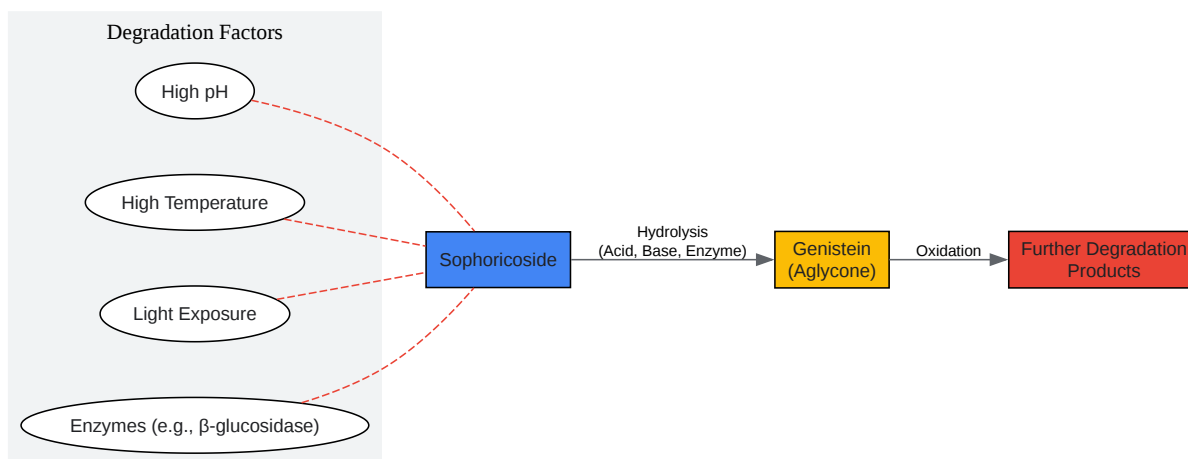 Degradation Factors
High pH
High Temperature
Light Exposure
Enzymes (e.g., β-glucosidase)
Sophoricoside
Hydrolysis
(Acid, Base, Enzyme)
Genistein
(Aglycone)
Oxidation
Further Degradation
Products